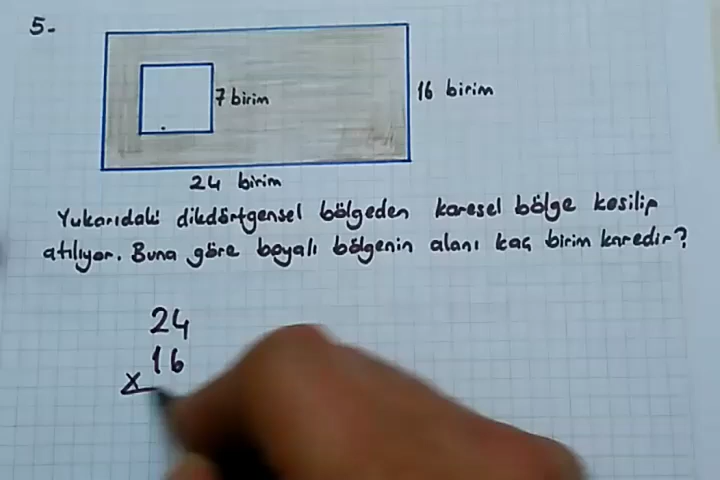 5-
7 birim
16 birim
24 birim
Yukarıdaki dikdörtgensel bölgeden karesel bölge kesilip
atılıyor. Buna göre boyalı bölgenin alanı kaç birim karedir?
24
16
x